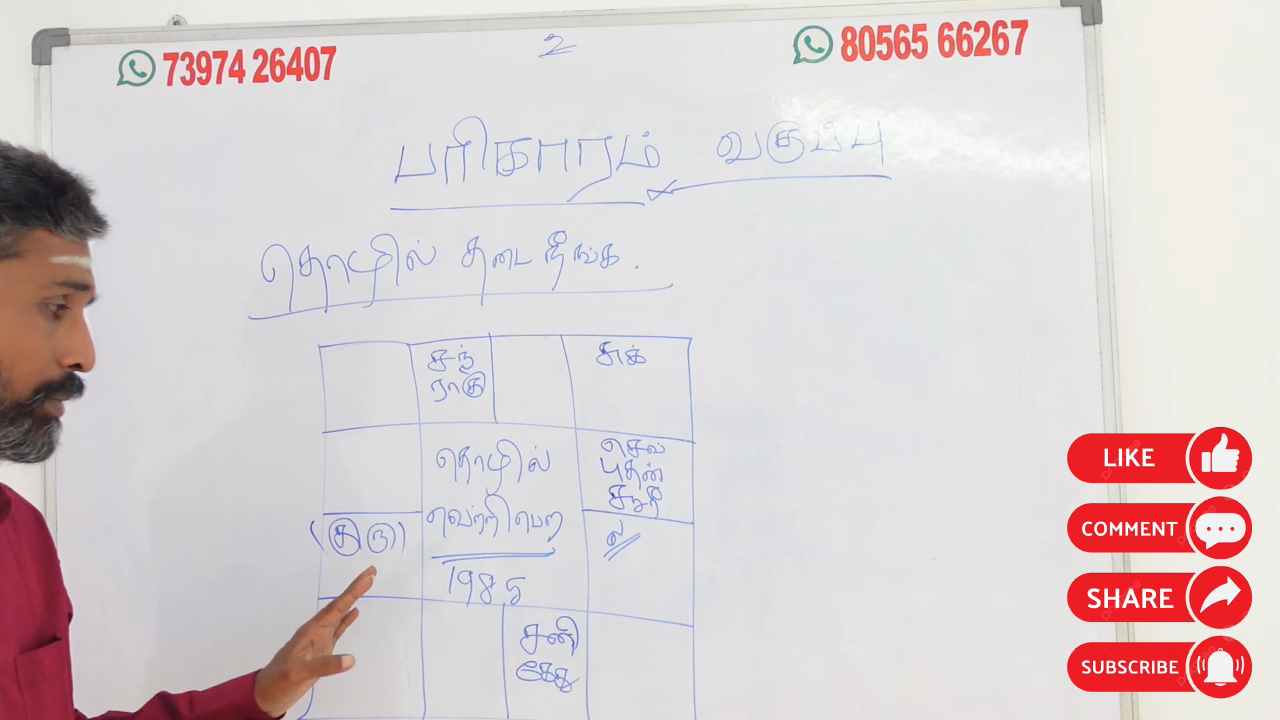 73974 26407
2
80565 66267
பரிகாரம் வகுப்பு
தொழில் தடை நீங்க.
சந்
ராகு
சுக்
செவ்
புதன்
சூரி
(குரு)
ல
தொழில்
வெற்றி பெற
1985
சனி
கேது
LIKE
COMMENT
SHARE
SUBSCRIBE